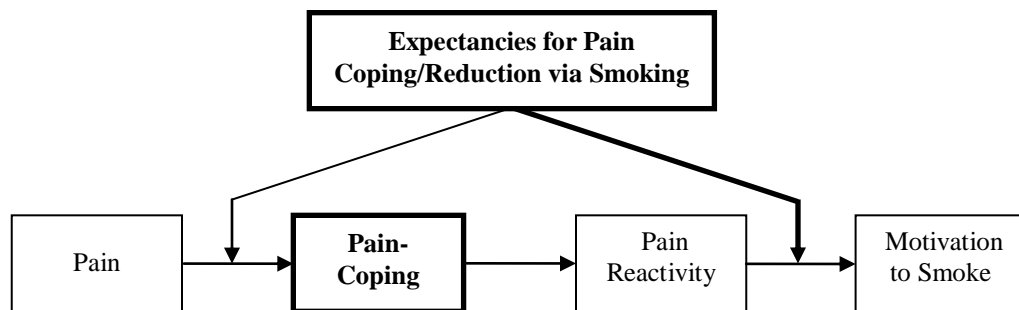 Expectancies for Pain
Coping/Reduction via Smoking
Pain
Pain-
Coping
Pain
Reactivity
Motivation
to Smoke